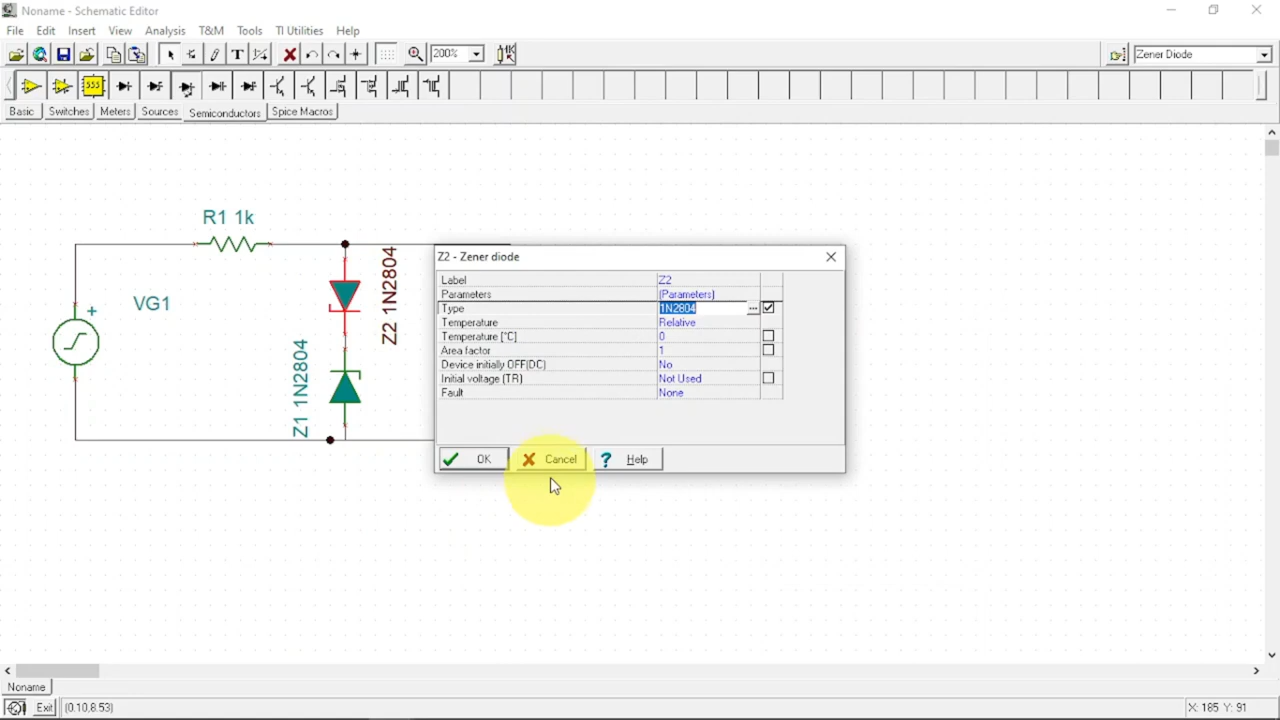 Noname - Schematic Editor
File Edit Insert View Analysis T&M Tools TI Utilities Help
T 200% Zener Diode
555
Basic Switches Meters Sources Semiconductors Spice Macros
R1 1k
VG1
+
Z2 1N2804
Z1 1N2804
Z2 - Zener diode
Label Z2
Parameters (Parameters)
Type 1N2804 ...
Temperature Relative
Temperature [°C] 0
Area factor 1
Device initially OFF(DC) No
Initial voltage (TR) Not Used
Fault None
OK Cancel ? Help
Noname
Exit (0.10,8.53) X: 185 Y: 91